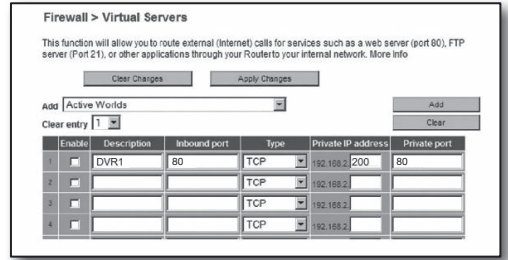 Firewall > Virtual Servers
This function will allow you to route external (Internet) calls for services such as a web server (port 80), FTP
server (Port 21), or other applications through your Router to your internal network. More Info
Clear Changes Apply Changes
Add Active Worlds Add
Clear entry 1 Clear
Enable Description Inbound port Type Private IP address Private port
1 DVR1 80 TCP 192.168.2. 200 80
2 TCP 192.168.2.
3 TCP 192.168.2.
4 TCP 192.168.2.